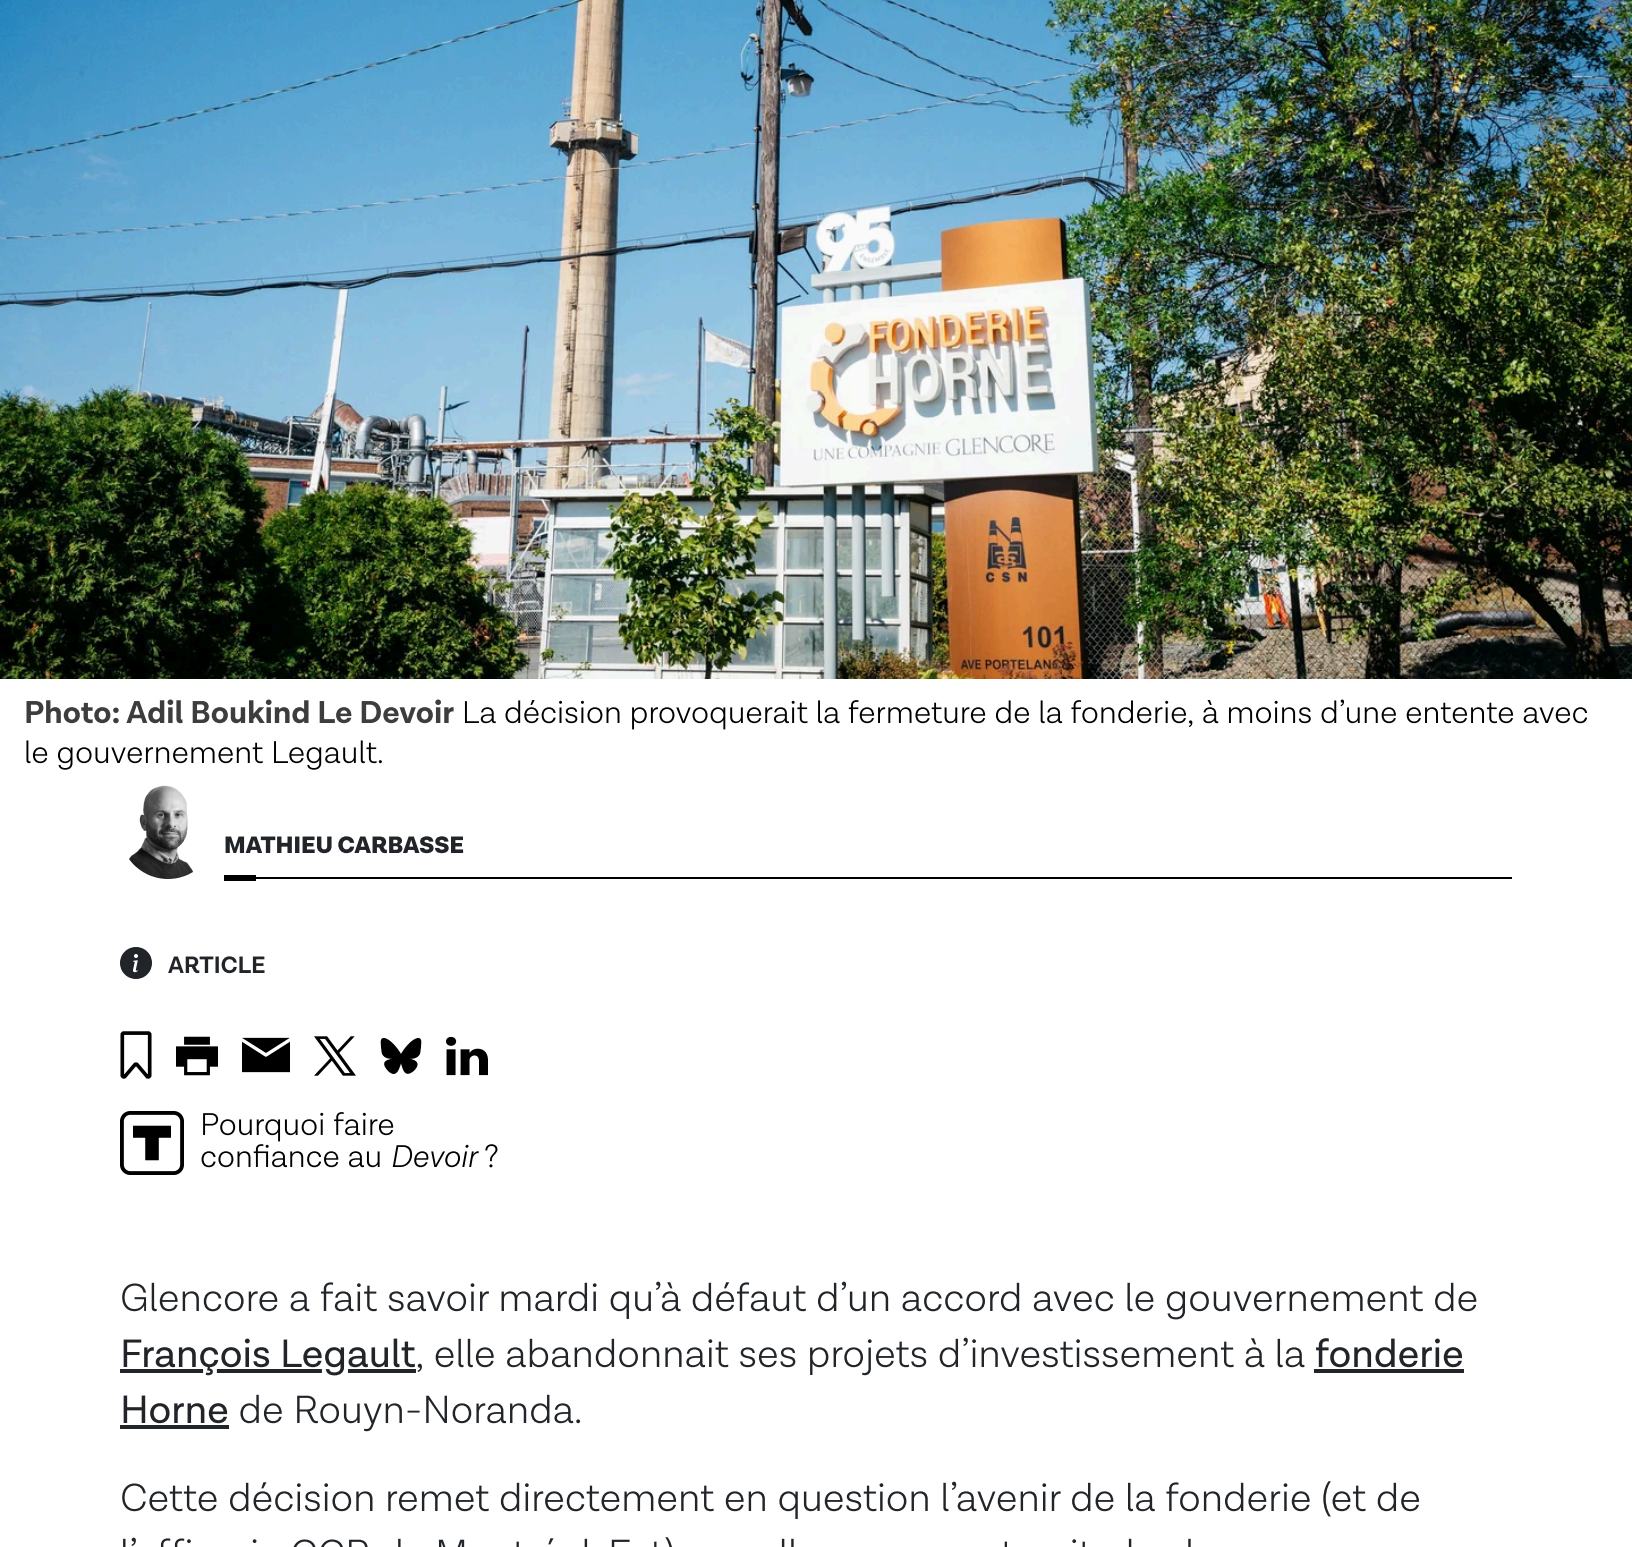 95
FONDERIE
HORNE
UNE COMPAGNIE GLENCORE
CSN
101
AVE PORTELANCE
Photo: Adil Boukind Le Devoir La décision provoquerait la fermeture de la fonderie, à moins d’une entente avec
le gouvernement Legault.
MATHIEU CARBASSE
i ARTICLE
in
T Pourquoi faire
confiance au Devoir ?
Glencore a fait savoir mardi qu’à défaut d’un accord avec le gouvernement de
François Legault, elle abandonnait ses projets d’investissement à la fonderie
Horne de Rouyn-Noranda.
Cette décision remet directement en question l’avenir de la fonderie (et de